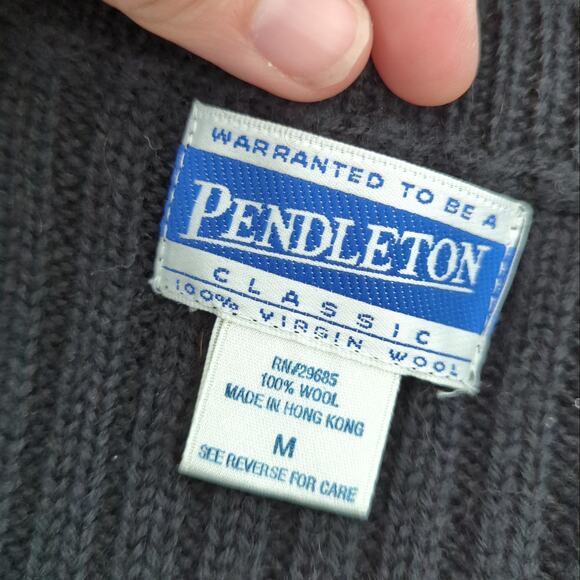 WARRANTED TO BE A
PENDLETON
CLASSIC
100% VIRGIN WOOL
RN#29685
100% WOOL
MADE IN HONG KONG
M
SEE REVERSE FOR CARE